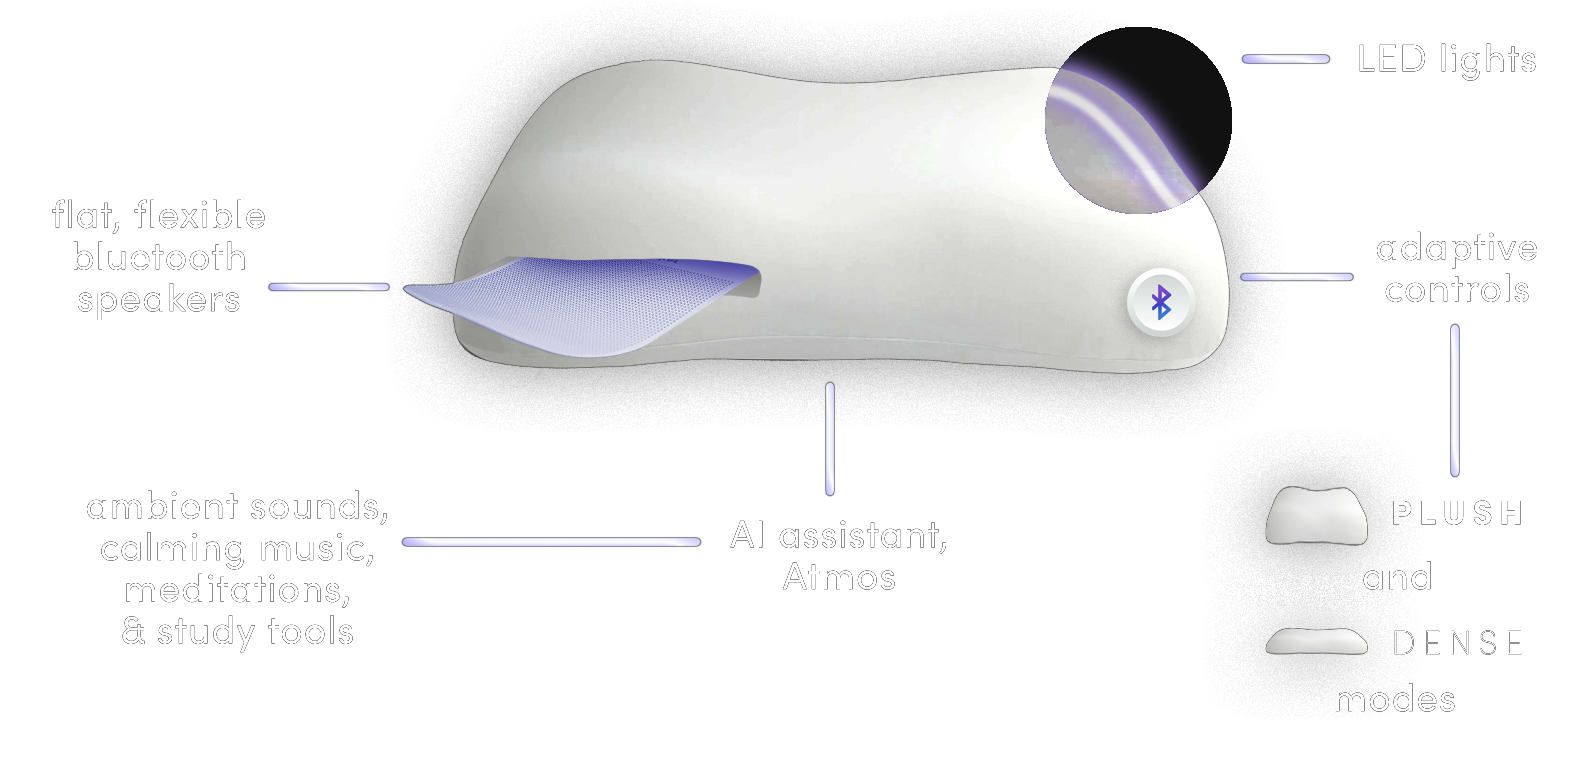 LED lights
flat, flexible
bluetooth
speakers
adaptive
controls
ambient sounds,
calming music,
meditations,
& study tools
AI assistant,
Atmos
PLUSH
and
DENSE
modes